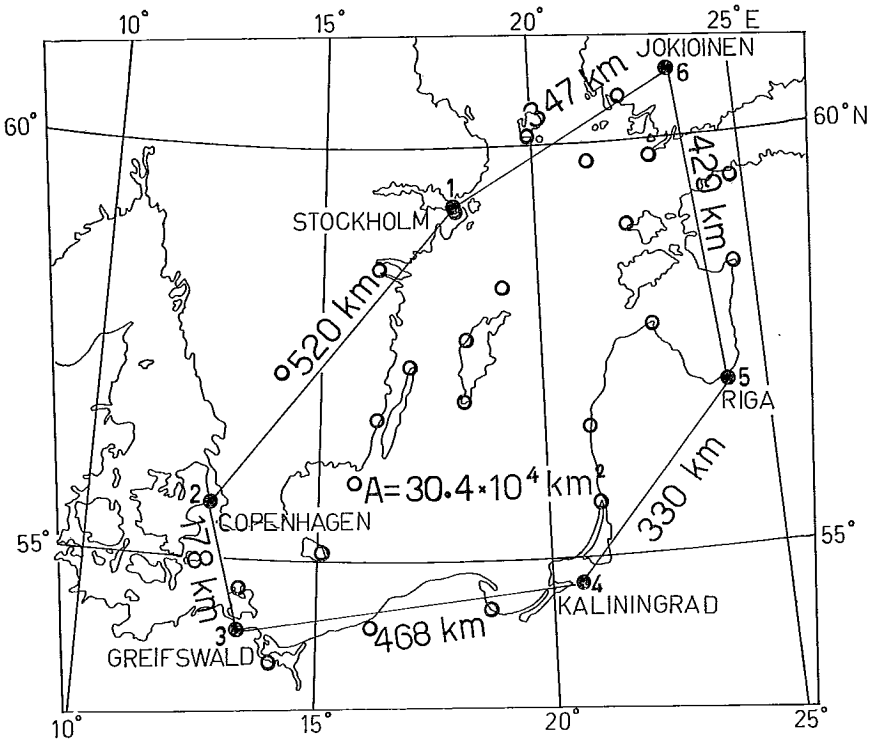 10° 15° 20° 25° E
JOKIOINEN
6
347 km
60° 60° N
429 km
1
STOCKHOLM
520 km
5
RIGA
A = 30.4 × 10⁴ km²
330 km
2
COPENHAGEN
178 km
55° 55°
4
KALININGRAD
3
468 km
GREIFSWALD
10° 15° 20° 25°